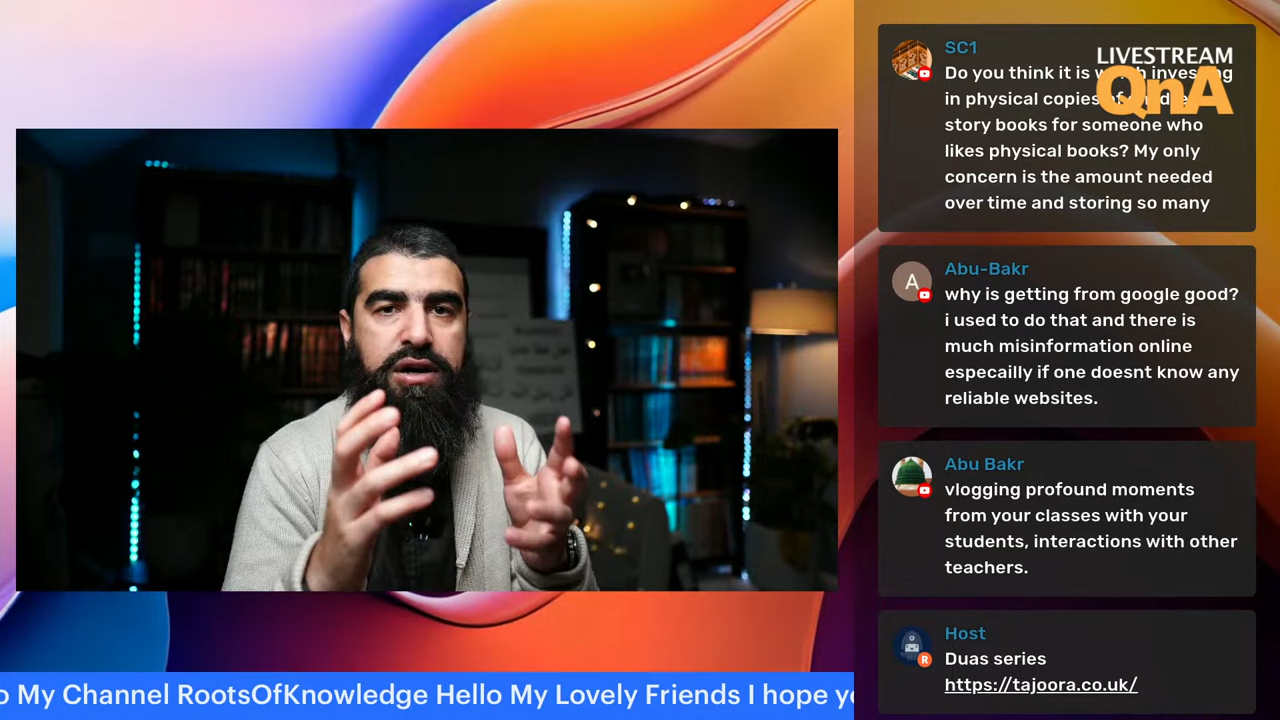 SC1
LIVESTREAM
QnA
Do you think it is
in physical copies
story books for someone who
likes physical books? My only
concern is the amount needed
over time and storing so many
Abu-Bakr
A
why is getting from google good?
i used to do that and there is
much misinformation online
especailly if one doesnt know any
reliable websites.
Abu Bakr
vlogging profound moments
from your classes with your
students, interactions with other
teachers.
Host
R
Duas series
https://tajoora.co.uk/
My Channel RootsOfKnowledge Hello My Lovely Friends I hope